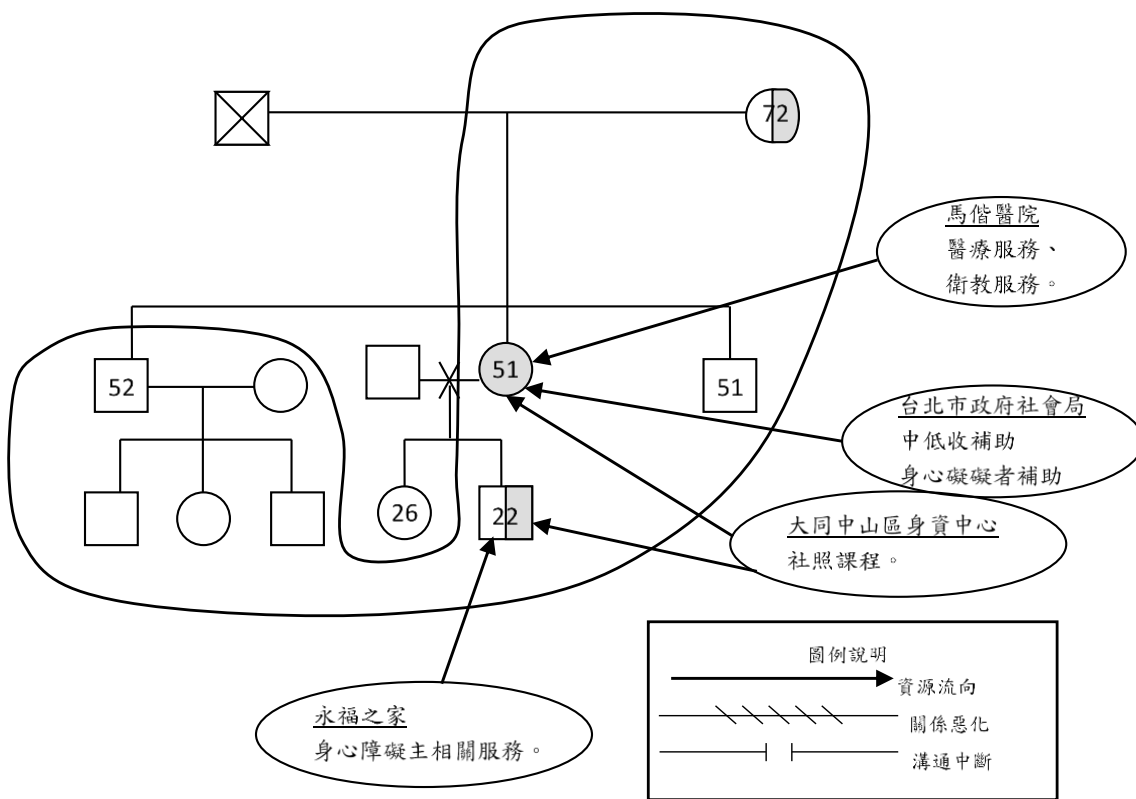 72
馬偕醫院
醫療服務、
衛教服務。
52
51
51
台北市政府社會局
中低收補助
身心礙礙者補助
26
22
大同中山區身資中心
社照課程。
圖例說明
資源流向
關係惡化
溝通中斷
永福之家
身心障礙主相關服務。